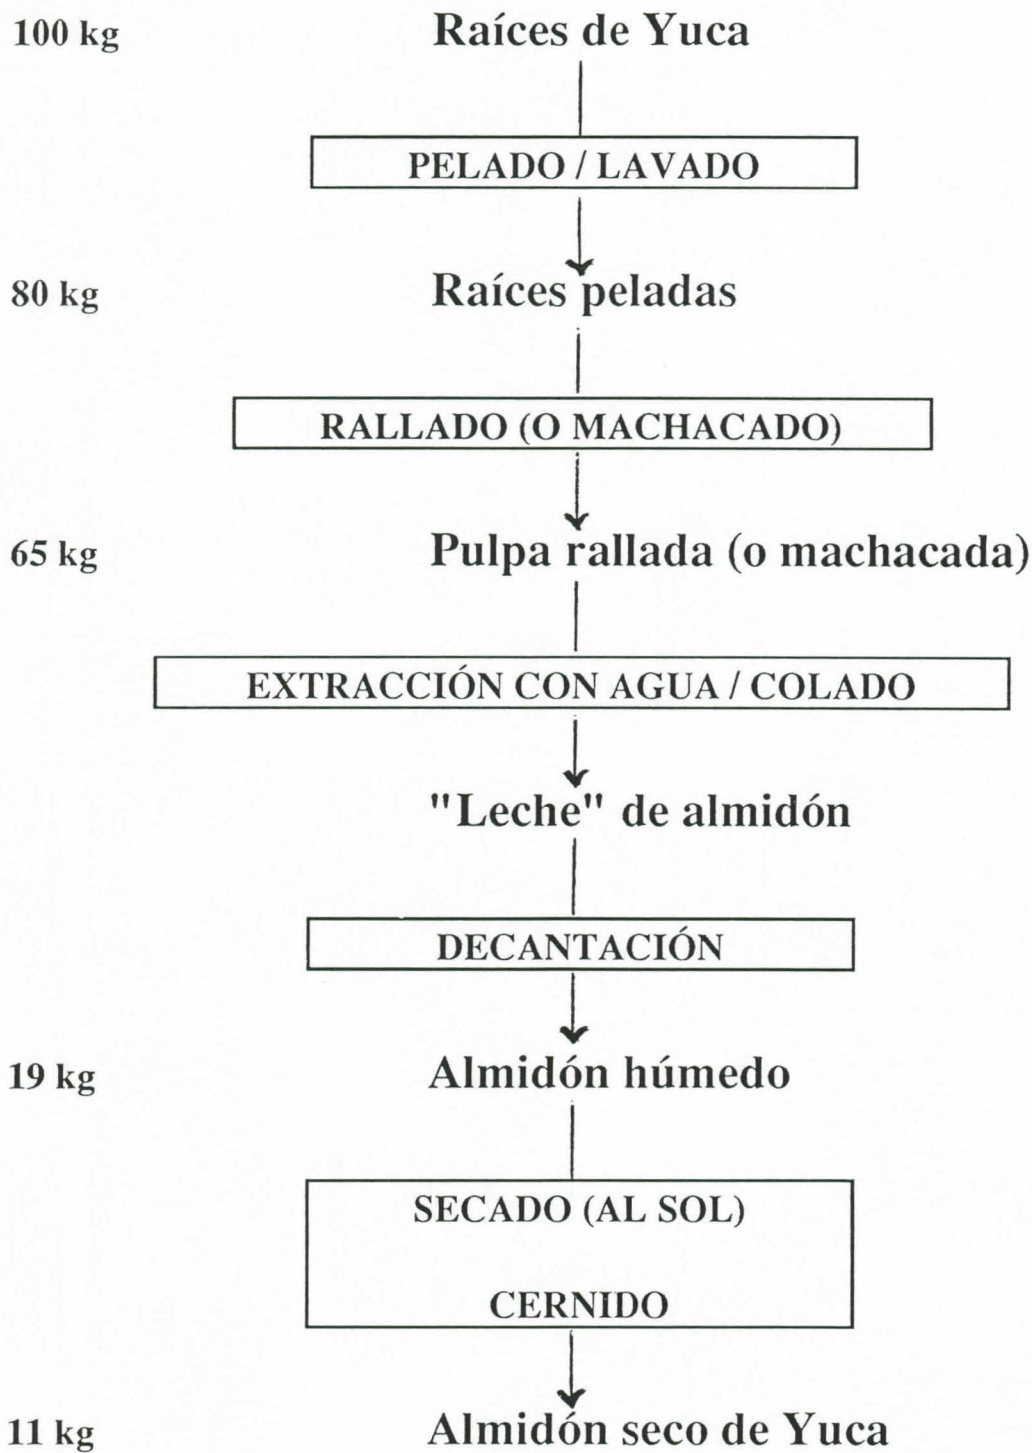 100 kg Raíces de Yuca
PELADO / LAVADO
80 kg Raíces peladas
RALLADO (O MACHACADO)
65 kg Pulpa rallada (o machacada)
EXTRACCIÓN CON AGUA / COLADO
"Leche" de almidón
DECANTACIÓN
19 kg Almidón húmedo
SECADO (AL SOL)
CERNIDO
11 kg Almidón seco de Yuca